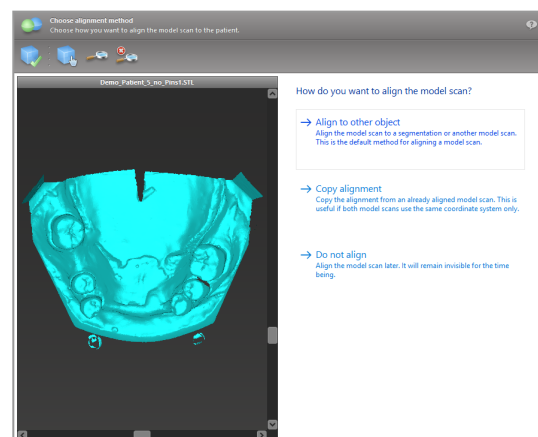 Choose alignment method
Choose how you want to align the model scan to the patient.
Demo_Patient_5_no_Pins1.STL
How do you want to align the model scan?
→ Align to other object
Align the model scan to a segmentation or another model scan.
This is the default method for aligning a model scan.
→ Copy alignment
Copy the alignment from an already aligned model scan. This is
useful if both model scans use the same coordinate system only.
→ Do not align
Align the model scan later. It will remain invisible for the time
being.